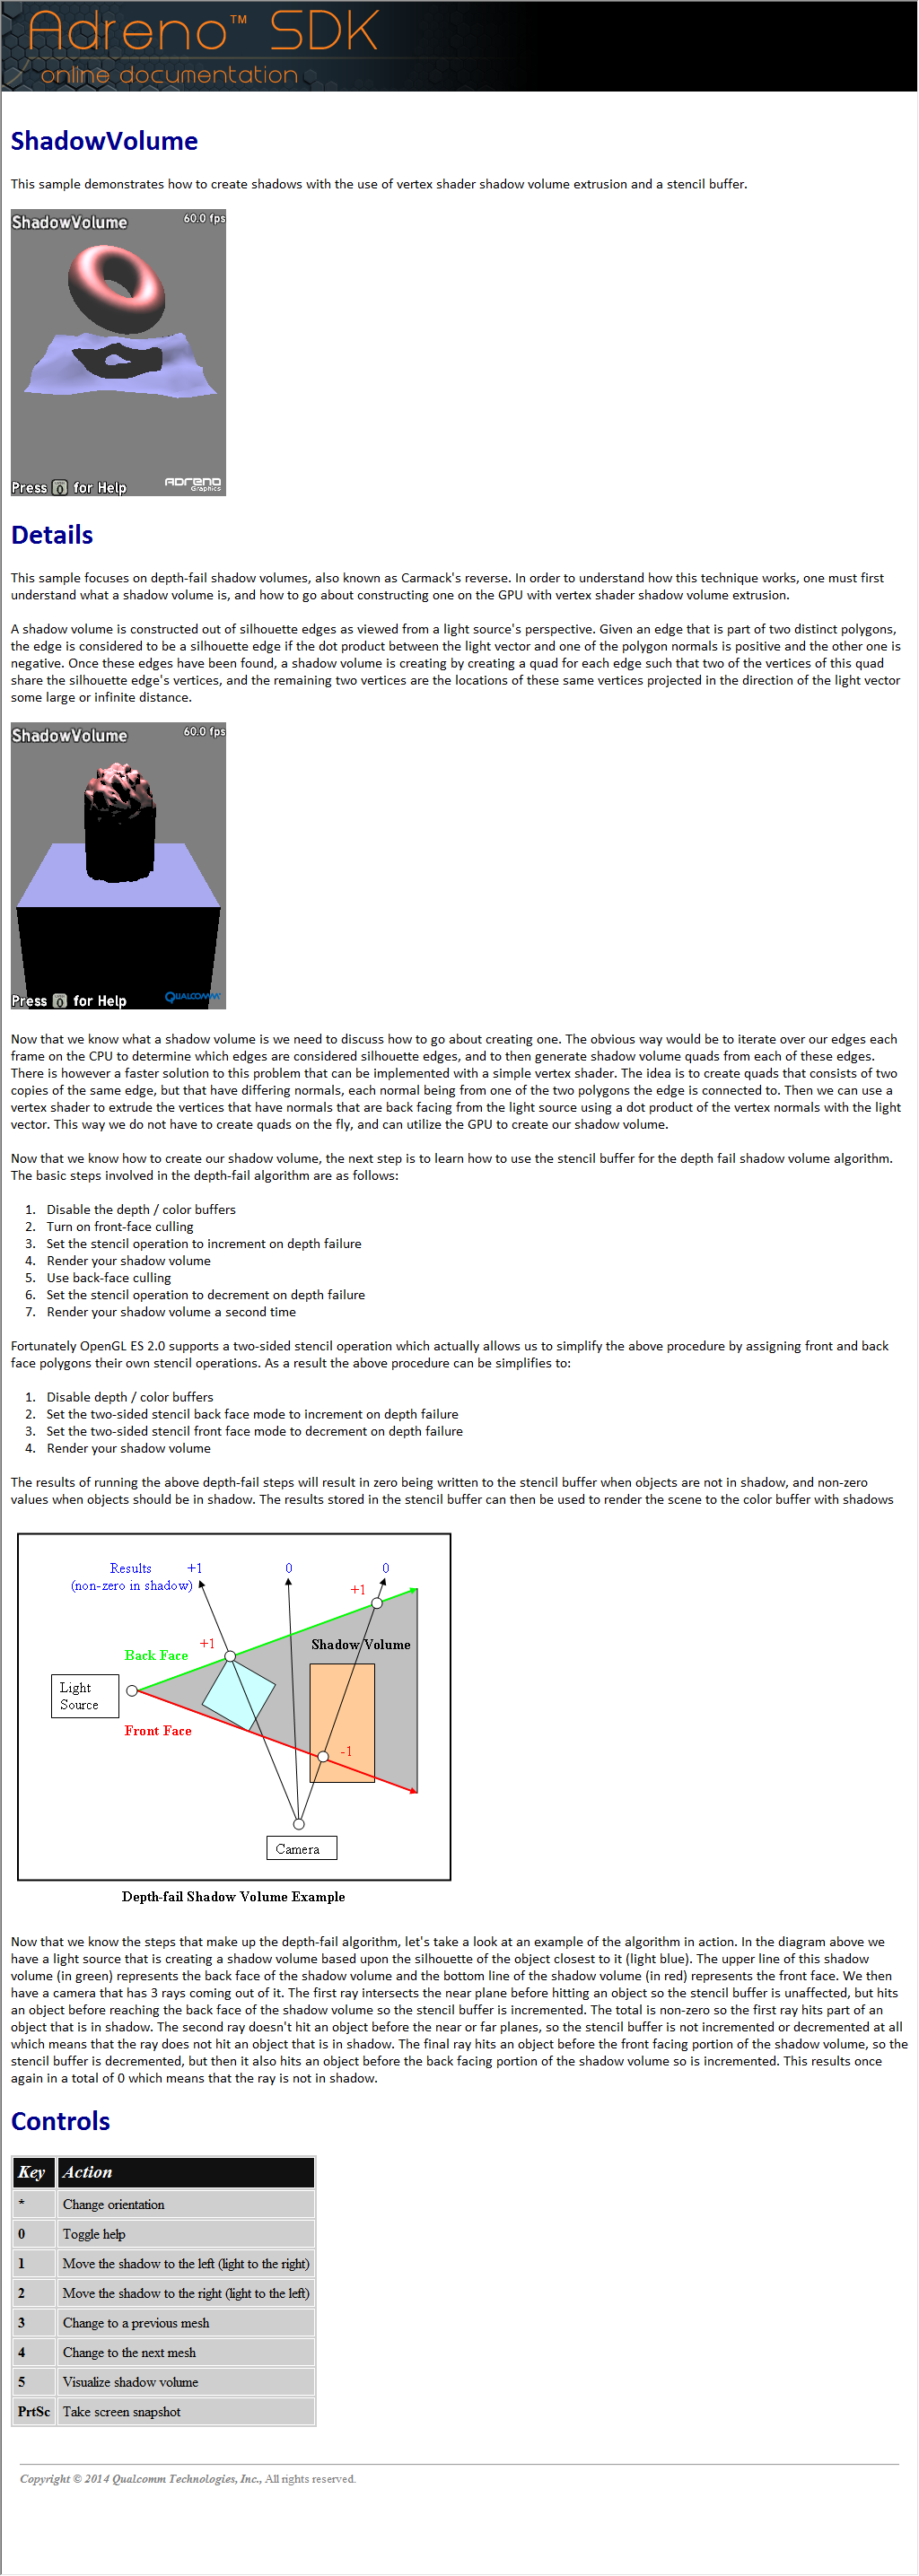 Adreno™ SDK
online documentation
ShadowVolume
This sample demonstrates how to create shadows with the use of vertex shader shadow volume extrusion and a stencil buffer.
ShadowVolume 60.0 fps
Press 0 for Help ADRENO
Graphics
Details
This sample focuses on depth-fail shadow volumes, also known as Carmack's reverse. In order to understand how this technique works, one must first
understand what a shadow volume is, and how to go about constructing one on the GPU with vertex shader shadow volume extrusion.
A shadow volume is constructed out of silhouette edges as viewed from a light source's perspective. Given an edge that is part of two distinct polygons,
the edge is considered to be a silhouette edge if the dot product between the light vector and one of the polygon normals is positive and the other one is
negative. Once these edges have been found, a shadow volume is creating by creating a quad for each edge such that two of the vertices of this quad
share the silhouette edge's vertices, and the remaining two vertices are the locations of these same vertices projected in the direction of the light vector
some large or infinite distance.
ShadowVolume 60.0 fps
Press 0 for Help QUALCOMM
Now that we know what a shadow volume is we need to discuss how to go about creating one. The obvious way would be to iterate over our edges each
frame on the CPU to determine which edges are considered silhouette edges, and to then generate shadow volume quads from each of these edges.
There is however a faster solution to this problem that can be implemented with a simple vertex shader. The idea is to create quads that consists of two
copies of the same edge, but that have differing normals, each normal being from one of the two polygons the edge is connected to. Then we can use a
vertex shader to extrude the vertices that have normals that are back facing from the light source using a dot product of the vertex normals with the light
vector. This way we do not have to create quads on the fly, and can utilize the GPU to create our shadow volume.
Now that we know how to create our shadow volume, the next step is to learn how to use the stencil buffer for the depth fail shadow volume algorithm.
The basic steps involved in the depth-fail algorithm are as follows:
1. Disable the depth / color buffers
2. Turn on front-face culling
3. Set the stencil operation to increment on depth failure
4. Render your shadow volume
5. Use back-face culling
6. Set the stencil operation to decrement on depth failure
7. Render your shadow volume a second time
Fortunately OpenGL ES 2.0 supports a two-sided stencil operation which actually allows us to simplify the above procedure by assigning front and back
face polygons their own stencil operations. As a result the above procedure can be simplifies to:
1. Disable depth / color buffers
2. Set the two-sided stencil back face mode to increment on depth failure
3. Set the two-sided stencil front face mode to decrement on depth failure
4. Render your shadow volume
The results of running the above depth-fail steps will result in zero being written to the stencil buffer when objects are not in shadow, and non-zero
values when objects should be in shadow. The results stored in the stencil buffer can then be used to render the scene to the color buffer with shadows
Results +1 0 0
(non-zero in shadow)
+1
+1 Shadow Volume
Back Face
Light
Source
Front Face
-1
Camera
Depth-fail Shadow Volume Example
Now that we know the steps that make up the depth-fail algorithm, let's take a look at an example of the algorithm in action. In the diagram above we
have a light source that is creating a shadow volume based upon the silhouette of the object closest to it (light blue). The upper line of this shadow
volume (in green) represents the back face of the shadow volume and the bottom line of the shadow volume (in red) represents the front face. We then
have a camera that has 3 rays coming out of it. The first ray intersects the near plane before hitting an object so the stencil buffer is unaffected, but hits
an object before reaching the back face of the shadow volume so the stencil buffer is incremented. The total is non-zero so the first ray hits part of an
object that is in shadow. The second ray doesn't hit an object before the near or far planes, so the stencil buffer is not incremented or decremented at all
which means that the ray does not hit an object that is in shadow. The final ray hits an object before the front facing portion of the shadow volume, so the
stencil buffer is decremented, but then it also hits an object before the back facing portion of the shadow volume so is incremented. This results once
again in a total of 0 which means that the ray is not in shadow.
Controls
Key Action
* Change orientation
0 Toggle help
1 Move the shadow to the left (light to the right)
2 Move the shadow to the right (light to the left)
3 Change to a previous mesh
4 Change to the next mesh
5 Visualize shadow volume
PrtSc Take screen snapshot
Copyright © 2014 Qualcomm Technologies, Inc., All rights reserved.